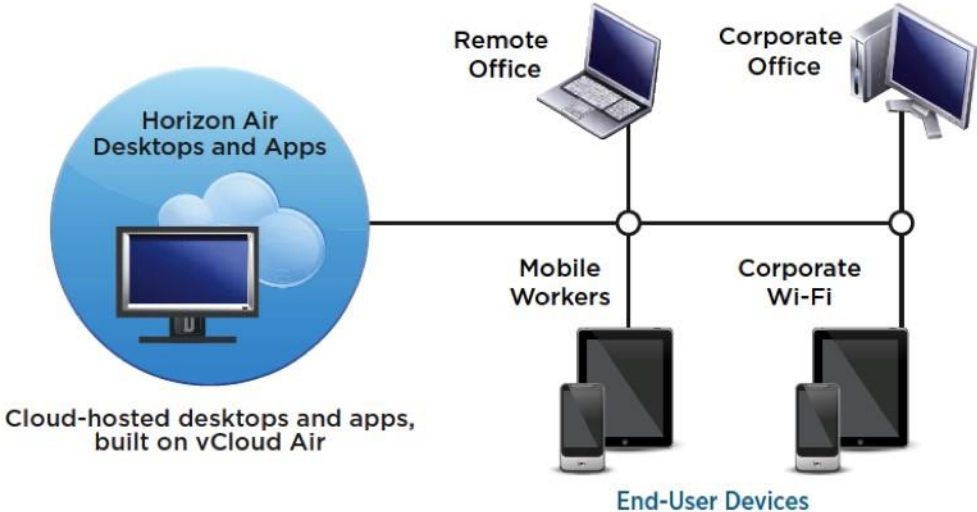 Remote
Office
Corporate
Office
Horizon Air
Desktops and Apps
Mobile
Workers
Corporate
Wi-Fi
Cloud-hosted desktops and apps,
built on vCloud Air
End-User Devices